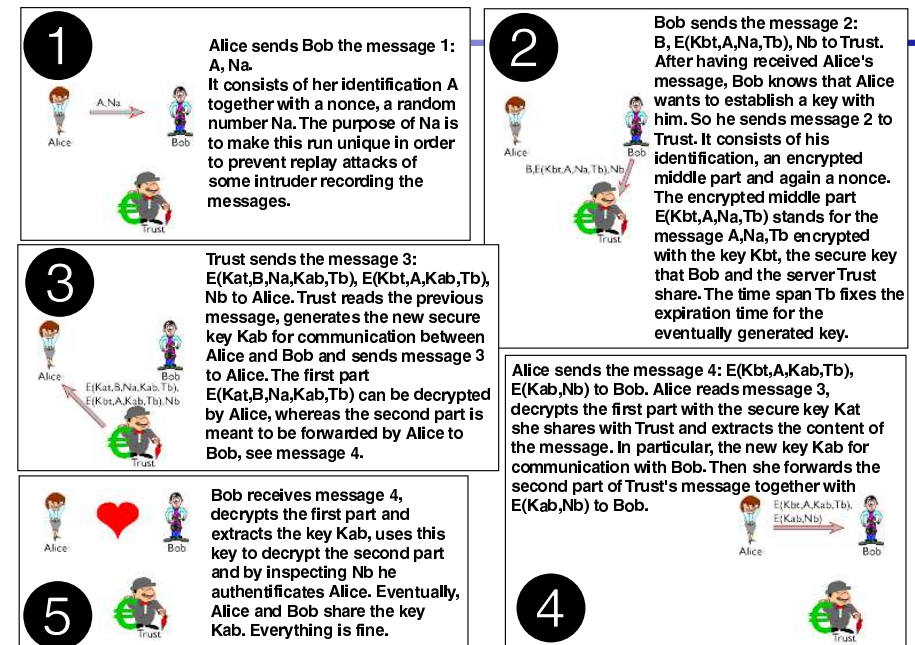 1
Alice sends Bob the message 1:
A, Na.
It consists of her identification A
together with a nonce, a random
number Na. The purpose of Na is
to make this run unique in order
to prevent replay attacks of
some intruder recording the
messages.
A,Na
Alice
Bob
Trust
2
Bob sends the message 2:
B, E(Kbt,A,Na,Tb), Nb to Trust.
After having received Alice's
message, Bob knows that Alice
wants to establish a key with
him. So he sends message 2 to
Trust. It consists of his
identification, an encrypted
middle part and again a nonce.
The encrypted middle part
E(Kbt,A,Na,Tb) stands for the
message A,Na,Tb encrypted
with the key Kbt, the secure key
that Bob and the server Trust
share. The time span Tb fixes the
expiration time for the
eventually generated key.
Alice
Bob
B,E(Kbt,A,Na,Tb),Nb
Trust
3
Trust sends the message 3:
E(Kat,B,Na,Kab,Tb), E(Kbt,A,Kab,Tb),
Nb to Alice. Trust reads the previous
message, generates the new secure
key Kab for communication between
Alice and Bob and sends message 3
to Alice. The first part
E(Kat,B,Na,Kab,Tb) can be decrypted
by Alice, whereas the second part is
meant to be forwarded by Alice to
Bob, see message 4.
Alice
Bob
E(Kat,B,Na,Kab,Tb),
E(Kbt,A,Kab,Tb),Nb
Trust
Alice sends the message 4: E(Kbt,A,Kab,Tb),
E(Kab,Nb) to Bob. Alice reads message 3,
decrypts the first part with the secure key Kat
she shares with Trust and extracts the content of
the message. In particular, the new key Kab for
communication with Bob. Then she forwards the
second part of Trust's message together with
E(Kab,Nb) to Bob.
E(Kbt,A,Kab,Tb),
E(Kab,Nb)
Alice
Bob
4
Trust
Bob receives message 4,
decrypts the first part and
extracts the key Kab, uses this
key to decrypt the second part
and by inspecting Nb he
authentificates Alice. Eventually,
Alice and Bob share the key
Kab. Everything is fine.
Alice
Bob
5
Trust